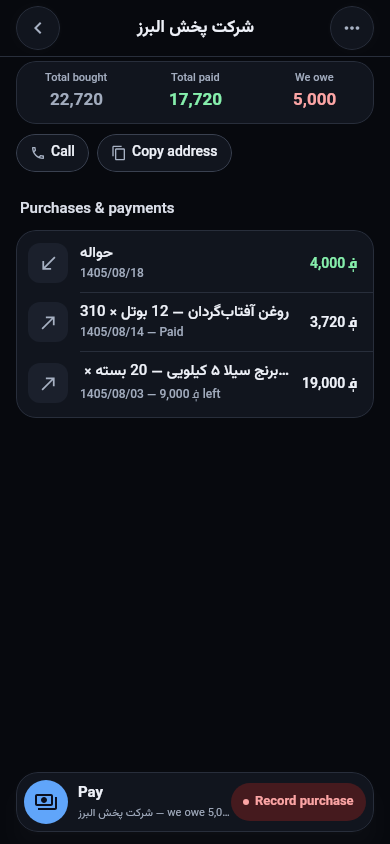 شرکت پخش البرز
Total bought
Total paid
We owe
22,720
17,720
5,000
Call
Copy address
Purchases & payments
حواله
1405/08/18
4,000 ؋
روغن آفتاب‌گردان — 12 بوتل × 310
1405/08/14 — Paid
3,720 ؋
برنج سیلا ۵ کیلویی — 20 بسته × …
1405/08/03 — 9,000 ؋ left
19,000 ؋
Pay
شرکت پخش البرز — we owe 5,0…
Record purchase